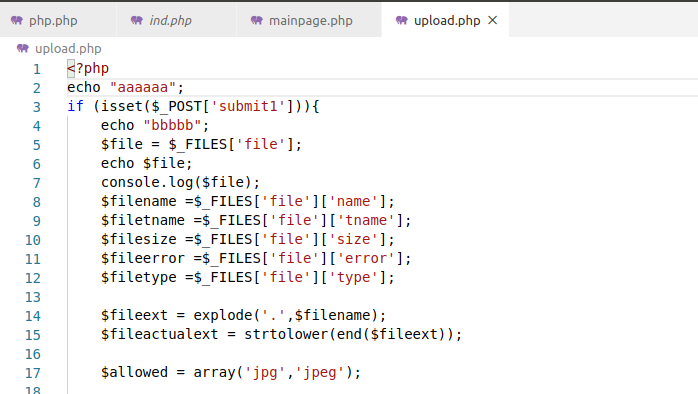 php.php ind.php mainpage.php upload.php ×
upload.php
1 <?php
2 echo "aaaaaa";
3 if (isset($_POST['submit1'])){
4     echo "bbbbb";
5     $file = $_FILES['file'];
6     echo $file;
7     console.log($file);
8     $filename =$_FILES['file']['name'];
9     $filetname =$_FILES['file']['tname'];
10     $filesize =$_FILES['file']['size'];
11     $fileerror =$_FILES['file']['error'];
12     $filetype =$_FILES['file']['type'];
13
14     $fileext = explode('.',$filename);
15     $fileactualext = strtolower(end($fileext));
16
17     $allowed = array('jpg','jpeg');
18